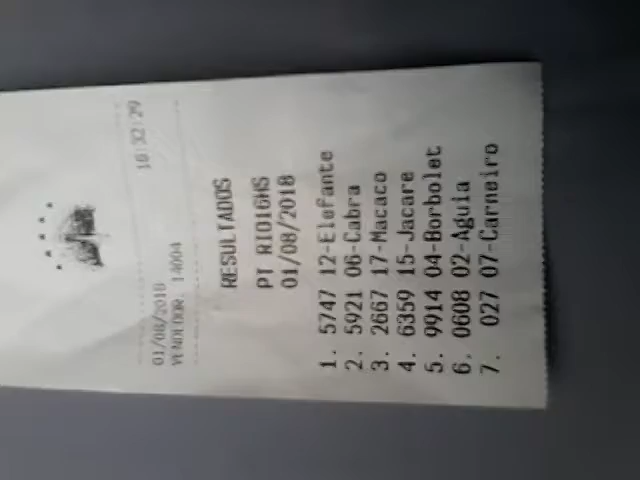 01/08/2018 16:32:29
VENDEDOR: 14004
RESULTADOS
PT RIO16HS
01/08/2018
1. 5747 12-Elefante
2. 5921 06-Cabra
3. 2667 17-Macaco
4. 6359 15-Jacare
5. 9914 04-Borbolet
6. 0608 02-Aguia
7. 027 07-Carneiro